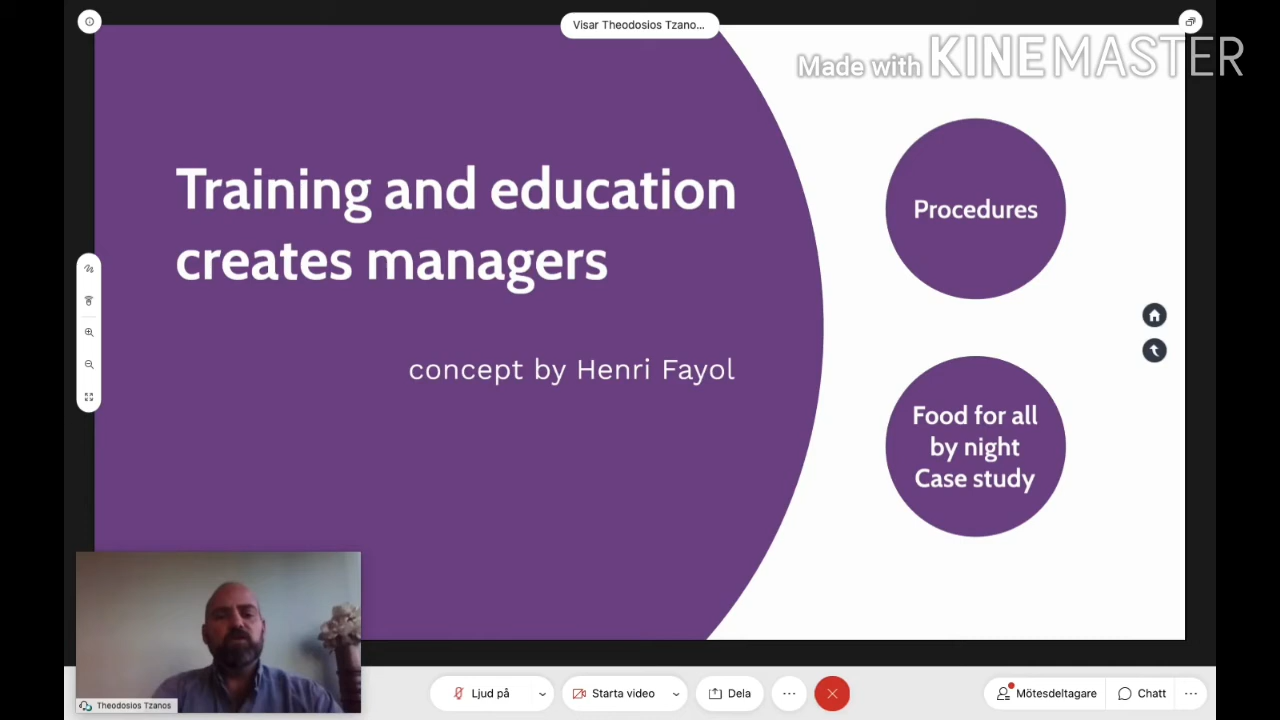 Visar Theodosios Tzano...
Made with KINEMASTER
Training and education
creates managers
concept by Henri Fayol
Procedures
Food for all
by night
Case study
Theodosios Tzanos
Ljud på
Starta video
Dela
Mötesdeltagare
Chatt